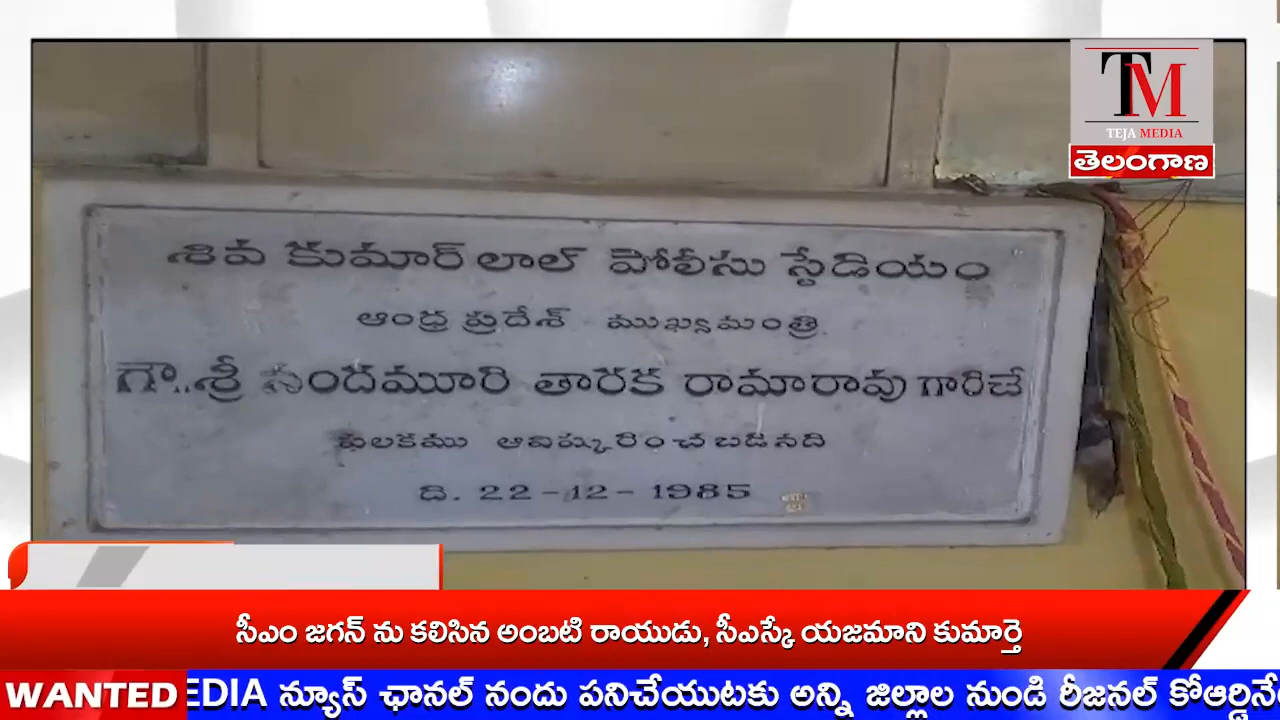 TM
TEJA MEDIA
తెలంగాణ
శివ కుమార్ లాల్ పోలీసు స్టేడియం
ఆంధ్ర ప్రదేశ్ ముఖ్యమంత్రి
గౌ..శ్రీ నందమూరి తారక రామారావు గారిచే
ఫలకము ఆవిష్కరించబడినది
ది. 22-12-1985
సీఎం జగన్ ను కలిసిన అంబటి రాయుడు, సీఎస్కే యజమాని కుమార్తె
WANTED EDIA న్యూస్ ఛానల్ నందు పనిచేయుటకు అన్ని జిల్లాల నుండి రీజనల్ కోఆర్డినే